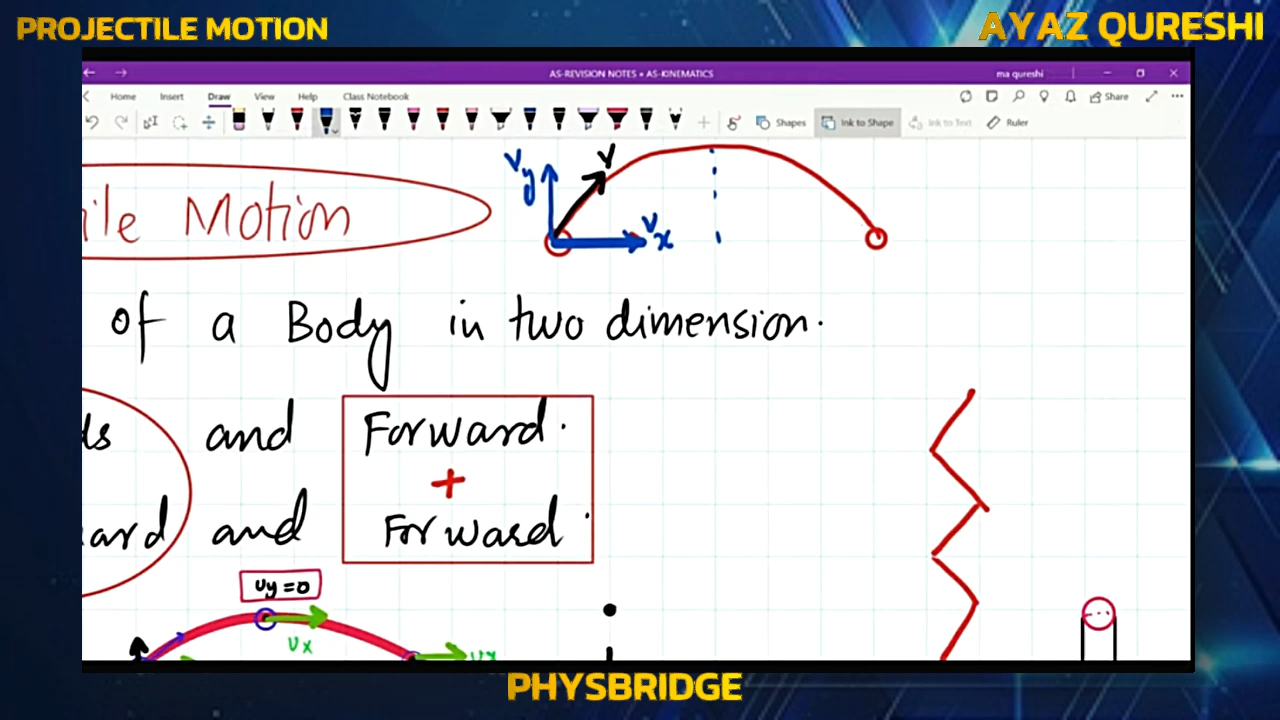 PROJECTILE MOTION
AYAZ QURESHI
AS-REVISION NOTES • AS-KINEMATICS
ma qureshi
Home Insert Draw View Help Class Notebook
Share
Shapes Ink to Shape Ink to Text Ruler
ile Motion
Vy
V
Vx
of a Body in two dimension.
ds and Forward.
+
ward and Forward.
Vy=0
Vx
Vx
PHYSBRIDGE